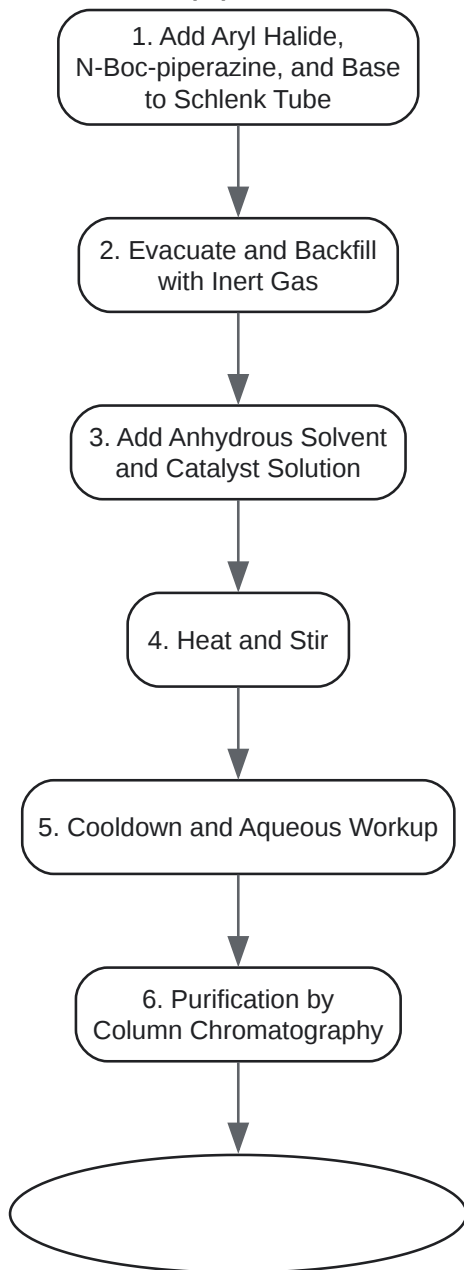 1. Add Aryl Halide,
N-Boc-piperazine, and Base
to Schlenk Tube
2. Evacuate and Backfill
with Inert Gas
3. Add Anhydrous Solvent
and Catalyst Solution
4. Heat and Stir
5. Cooldown and Aqueous Workup
6. Purification by
Column Chromatography